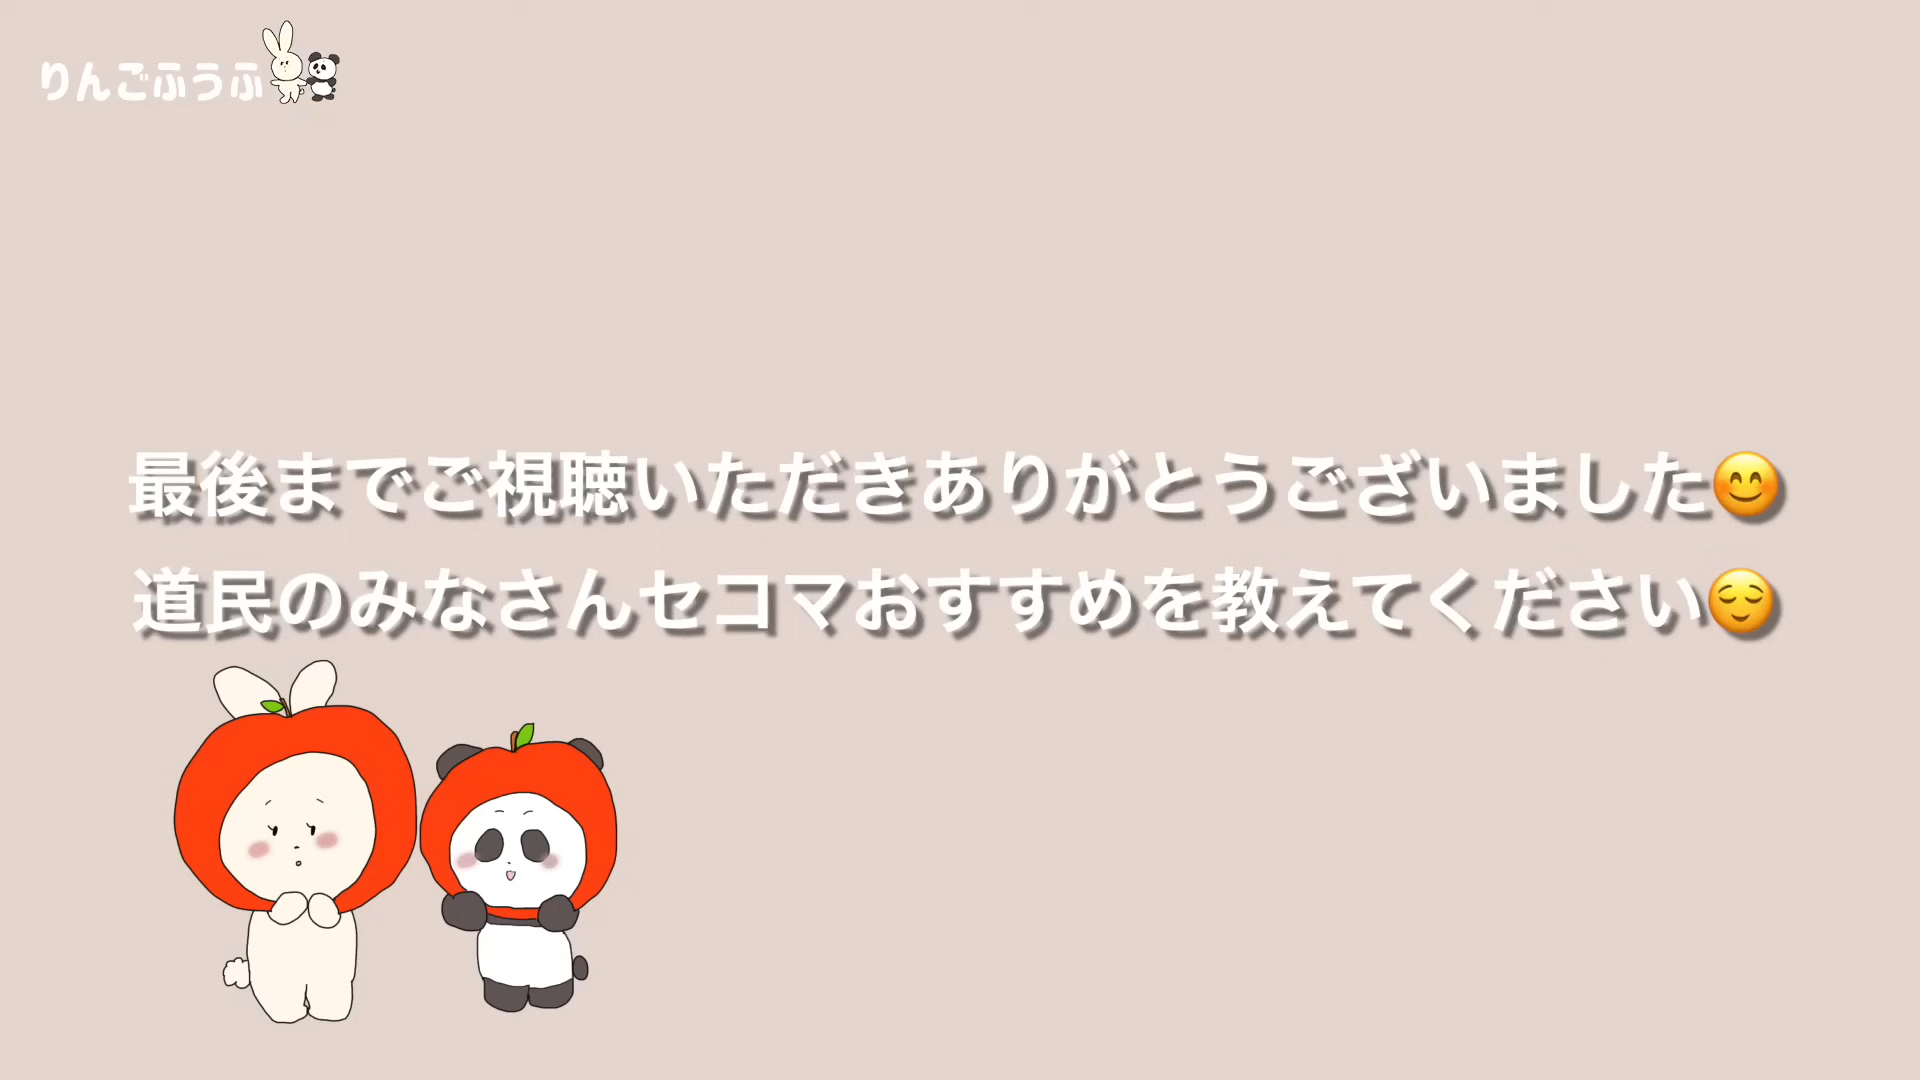 りんごふぅふ
最後までご視聴いただきありがとうございました😊
道民のみなさんセコマおすすめを教えてください😌